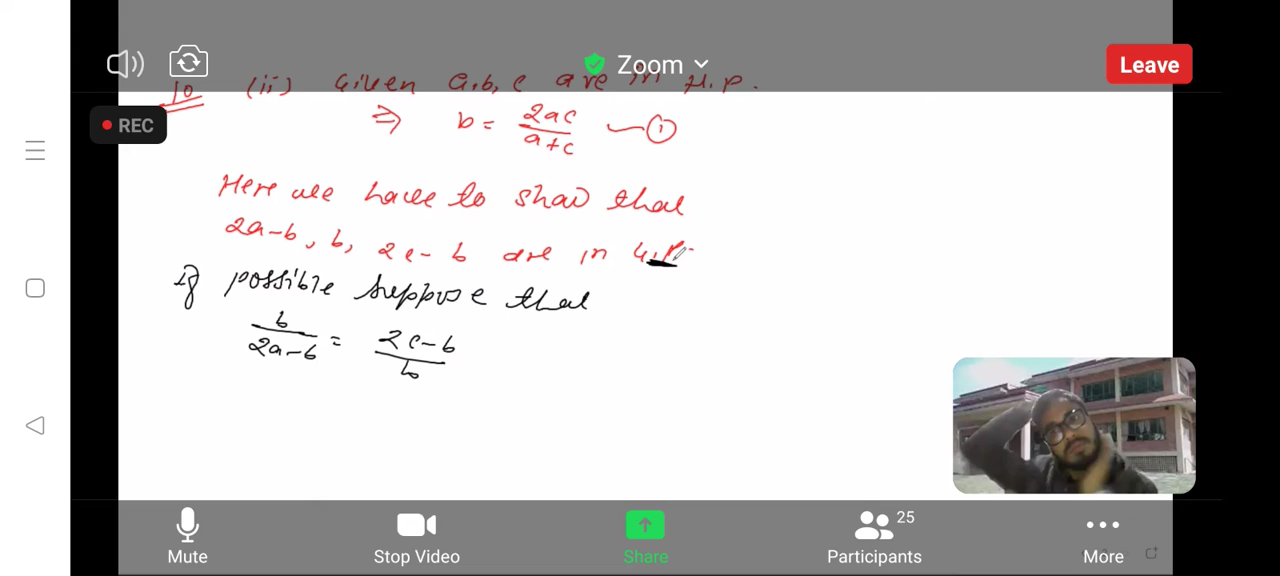 Zoom
Leave
10 (ii) Given a, b, c are in H.P.
REC
⇒ b = 2ac/a+c —①
Here we have to show that
2a-b, b, 2c-b are in G.P.
if possible suppose that
b/2a-b = 2c-b/b
25
Mute
Stop Video
Share
Participants
More